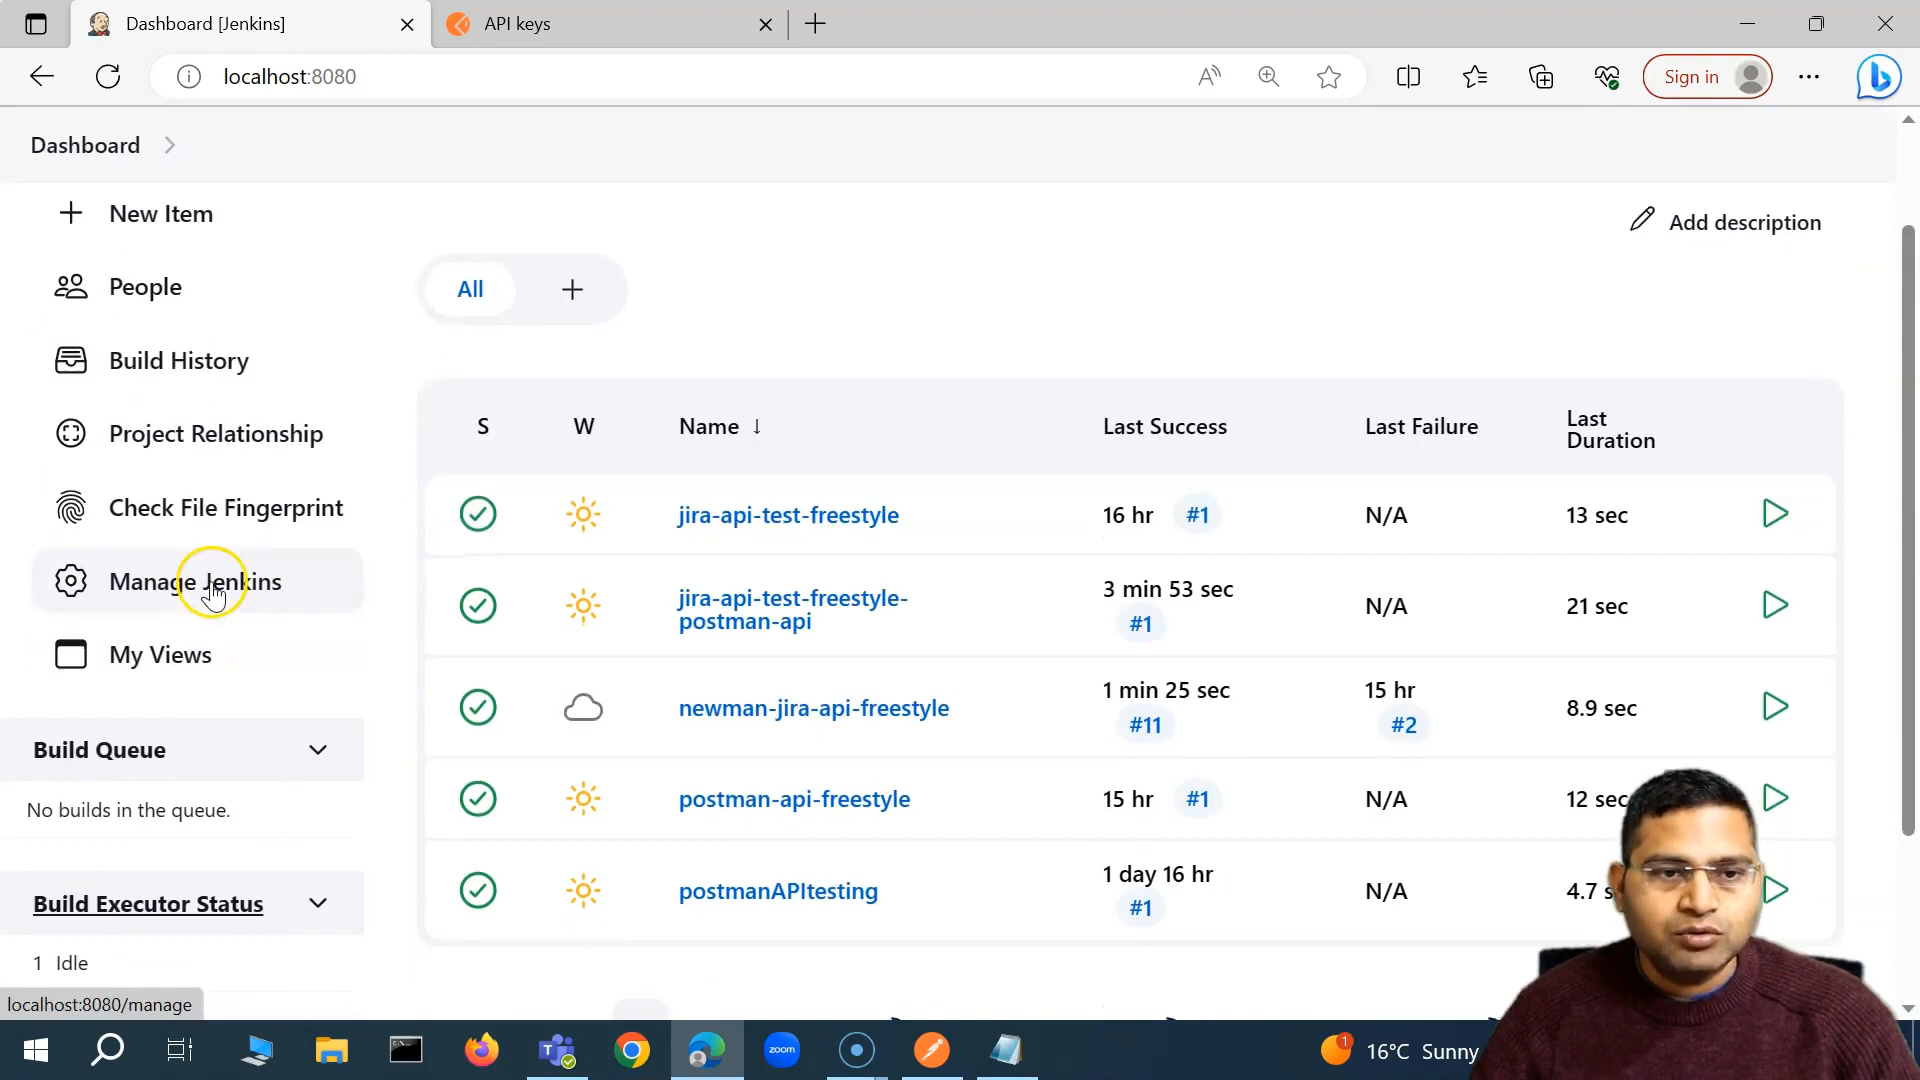 Dashboard [Jenkins]
API keys
localhost:8080
Sign in
Dashboard
New Item
People
Build History
Project Relationship
Check File Fingerprint
Manage Jenkins
My Views
Build Queue
No builds in the queue.
Build Executor Status
1 Idle
localhost:8080/manage
Add description
All
S W Name ↓ Last Success Last Failure Last Duration
jira-api-test-freestyle 16 hr #1 N/A 13 sec
jira-api-test-freestyle-postman-api 3 min 53 sec #1 N/A 21 sec
newman-jira-api-freestyle 1 min 25 sec #11 15 hr #2 8.9 sec
postman-api-freestyle 15 hr #1 N/A 12 sec
postmanAPItesting 1 day 16 hr #1 N/A 4.7 s
zoom
1
16°C Sunny